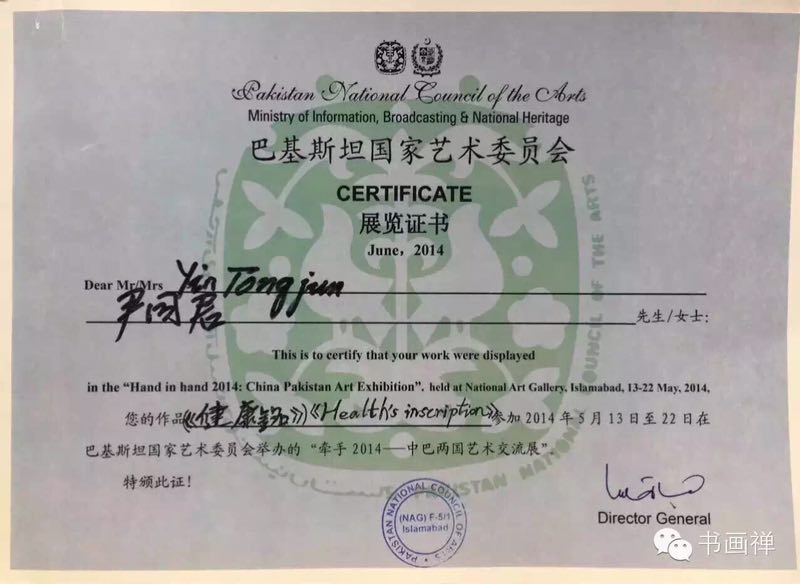 Pakistan National Council of the Arts
Ministry of Information, Broadcasting & National Heritage
巴基斯坦国家艺术委员会
CERTIFICATE
展览证书
June, 2014
Dear Mr/Mrs Yin Tongjun
尹同君 先生/女士:
This is to certify that your work were displayed
in the “Hand in hand 2014: China Pakistan Art Exhibition”. held at National Art Gallery, Islamabad, 13-22 May, 2014,
您的作品《健康铭》《Health's inscription》参加 2014 年 5 月 13 日至 22 日在
巴基斯坦国家艺术委员会举办的“牵手 2014——中巴两国艺术交流展”.
特颁此证!
PAKISTAN NATIONAL COUNCIL OF THE ARTS
PAKISTAN NATIONAL COUNCIL OF ARTS
(NAG) F-5/1
Islamabad
Director General
书画禅